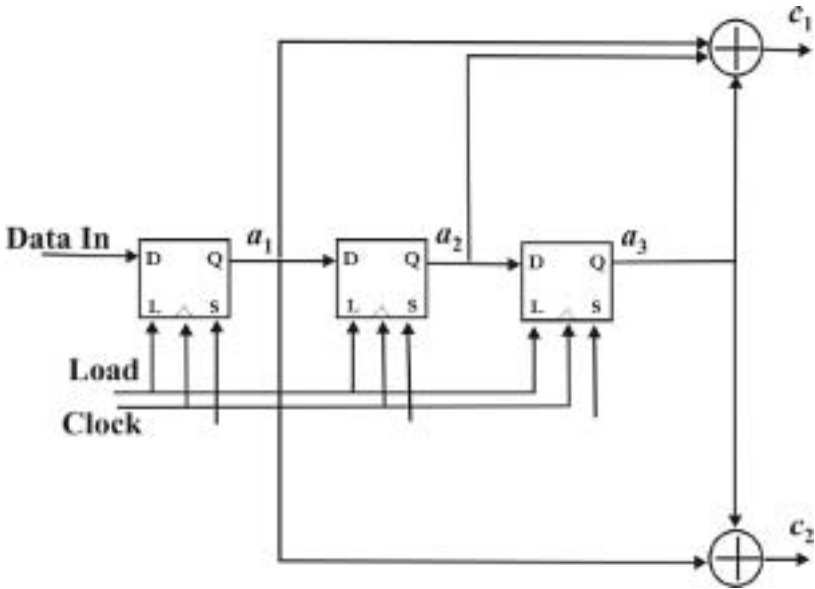 c1
Data In
a1
a2
a3
D Q
D Q
D Q
L S
L S
L S
Load
Clock
c2